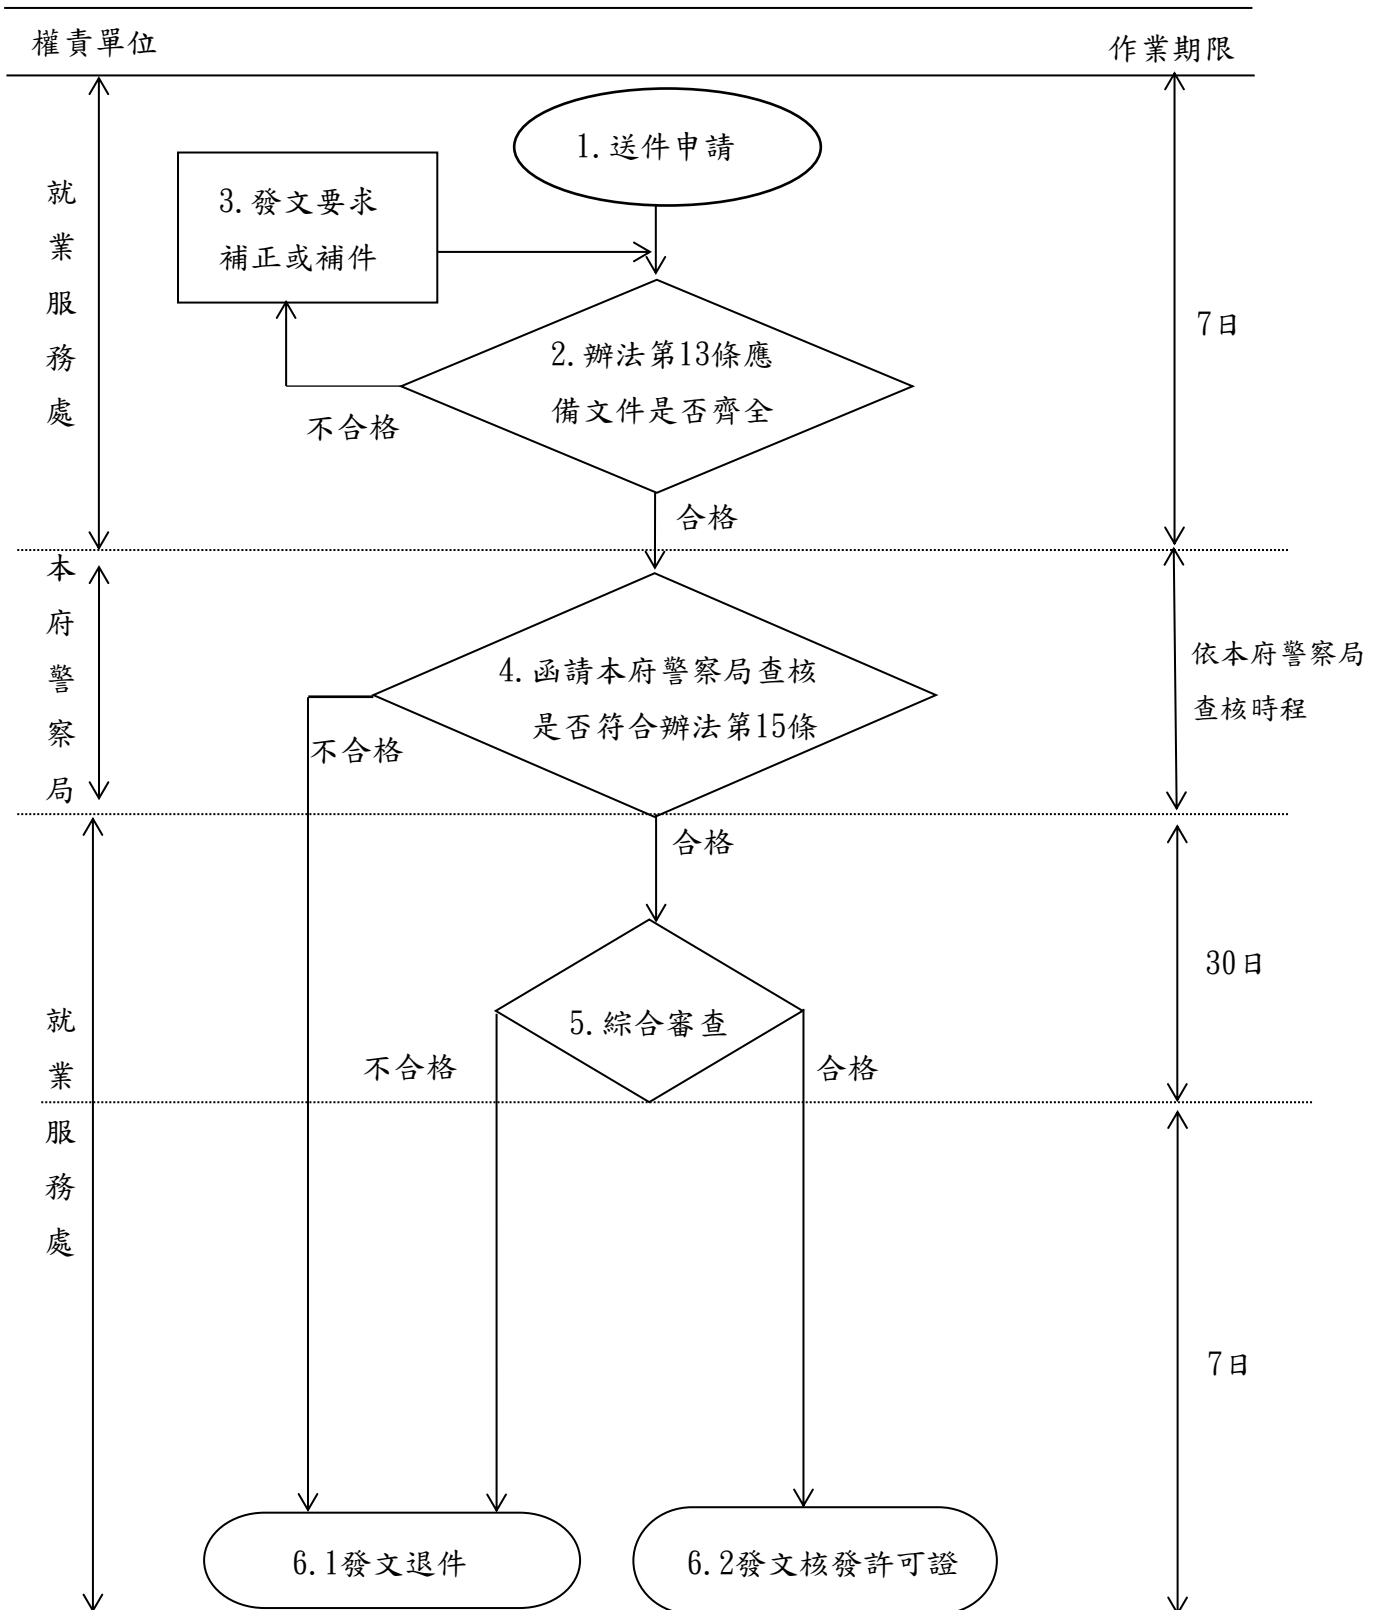 權責單位
作業期限
1.送件申請
3.發文要求
補正或補件
就業服務處
7日
2.辦法第13條應
備文件是否齊全
不合格
合格
本府警察局
4.函請本府警察局查核
是否符合辦法第15條
依本府警察局
查核時程
不合格
合格
30日
就業服務處
5.綜合審查
不合格
合格
7日
6.1發文退件
6.2發文核發許可證